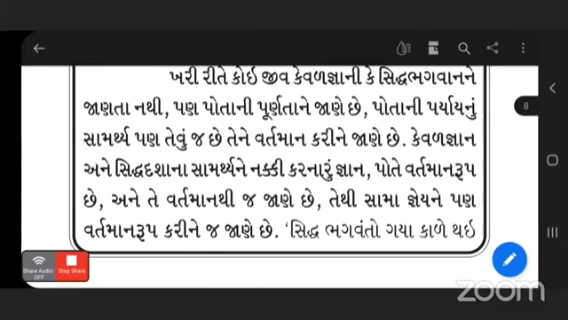 ખરી રીતે કોઇ જીવ કેવળજ્ઞાની કે સિદ્ધભગવાનને
જાણતા નથી, પણ પોતાની પૂર્ણતાને જાણે છે, પોતાની પર્યાયનું
સામર્થ્ય પણ તેવું જ છે તેને વર્તમાન કરીને જાણે છે. કેવળજ્ઞાન
અને સિદ્ધદશાના સામર્થ્યને નક્કી કરનારું જ્ઞાન, પોતે વર્તમાનરૂપ
છે, અને તે વર્તમાનથી જ જાણે છે, તેથી સામા જ્ઞેયને પણ
વર્તમાનરૂપ કરીને જ જાણે છે. ‘સિદ્ધ ભગવંતો ગયા કાળે થઇ
8
Share Audio
OFF
Stop Share
zoom